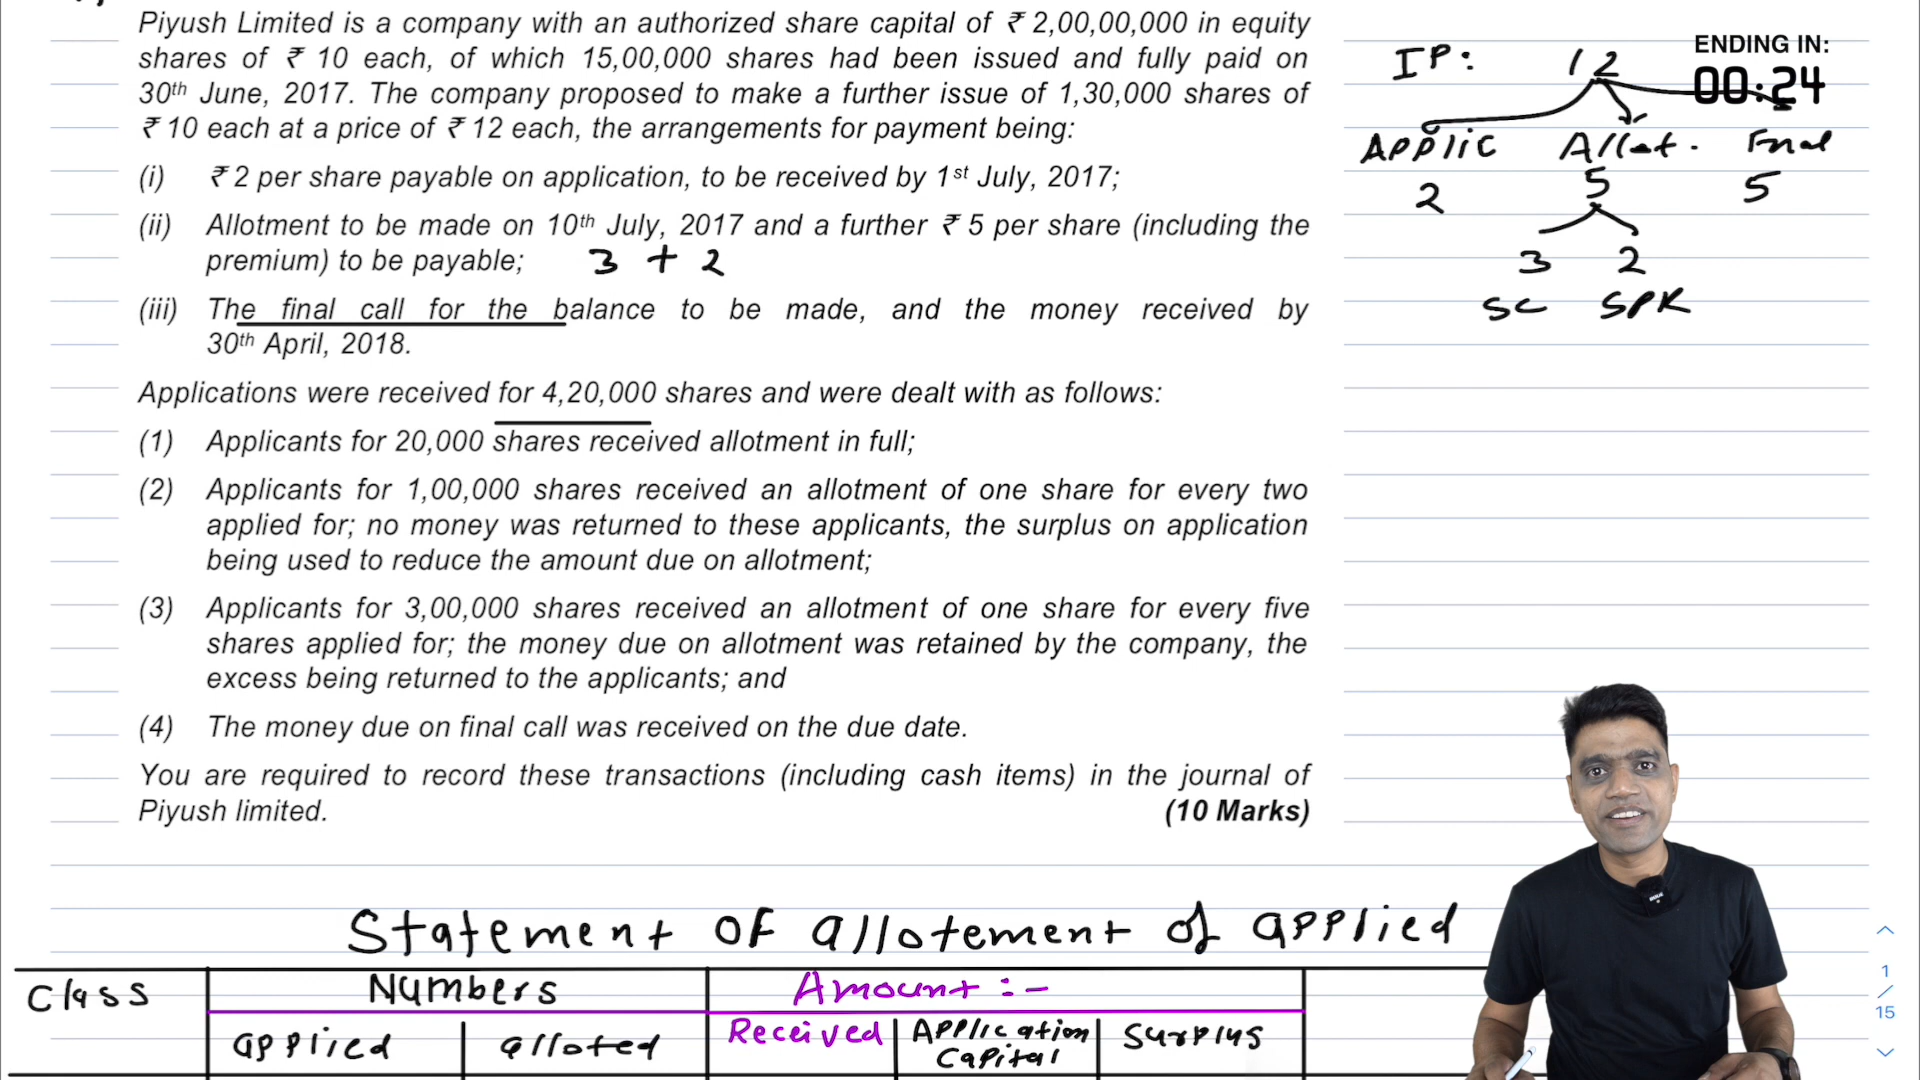 Piyush Limited is a company with an authorized share capital of ₹ 2,00,00,000 in equity
shares of ₹ 10 each, of which 15,00,000 shares had been issued and fully paid on
30th June, 2017. The company proposed to make a further issue of 1,30,000 shares of
₹ 10 each at a price of ₹ 12 each, the arrangements for payment being:
(i) ₹ 2 per share payable on application, to be received by 1st July, 2017;
(ii) Allotment to be made on 10th July, 2017 and a further ₹ 5 per share (including the
premium) to be payable; 3 + 2
(iii) The final call for the balance to be made, and the money received by
30th April, 2018.
Applications were received for 4,20,000 shares and were dealt with as follows:
(1) Applicants for 20,000 shares received allotment in full;
(2) Applicants for 1,00,000 shares received an allotment of one share for every two
applied for; no money was returned to these applicants, the surplus on application
being used to reduce the amount due on allotment;
(3) Applicants for 3,00,000 shares received an allotment of one share for every five
shares applied for; the money due on allotment was retained by the company, the
excess being returned to the applicants; and
(4) The money due on final call was received on the due date.
You are required to record these transactions (including cash items) in the journal of
Piyush limited. (10 Marks)
IP: 12
ENDING IN:
00:24
Applic Allot. Fnal
2 5 5
3 2
SC SPR
Statement OF allotement of applied
Class Numbers Amount :-
applied alloted Received Application Capital Surplus
1
/
15